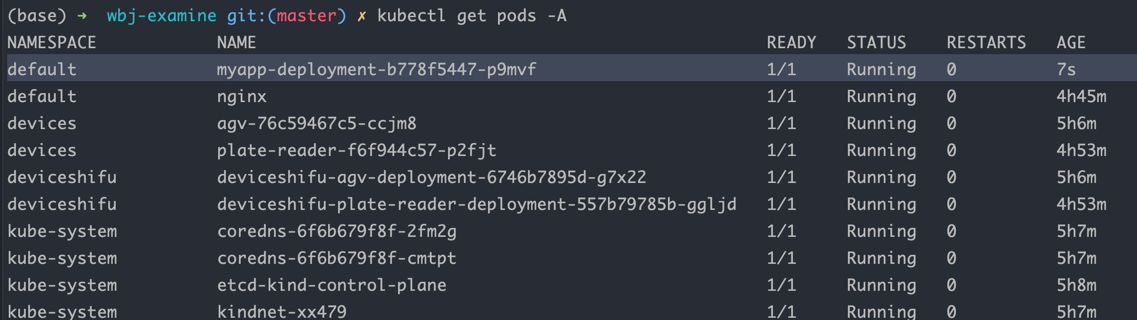 (base) ➜ wbj-examine git:(master) ✗ kubectl get pods -A
NAMESPACE NAME READY STATUS RESTARTS AGE
default myapp-deployment-b778f5447-p9mvf 1/1 Running 0 7s
default nginx 1/1 Running 0 4h45m
devices agv-76c59467c5-ccjm8 1/1 Running 0 5h6m
devices plate-reader-f6f944c57-p2fjt 1/1 Running 0 4h53m
deviceshifu deviceshifu-agv-deployment-6746b7895d-g7x22 1/1 Running 0 5h6m
deviceshifu deviceshifu-plate-reader-deployment-557b79785b-ggljd 1/1 Running 0 4h53m
kube-system coredns-6f6b679f8f-2fm2g 1/1 Running 0 5h7m
kube-system coredns-6f6b679f8f-cmtpt 1/1 Running 0 5h7m
kube-system etcd-kind-control-plane 1/1 Running 0 5h8m
kube-system kindnet-xx479 1/1 Running 0 5h7m